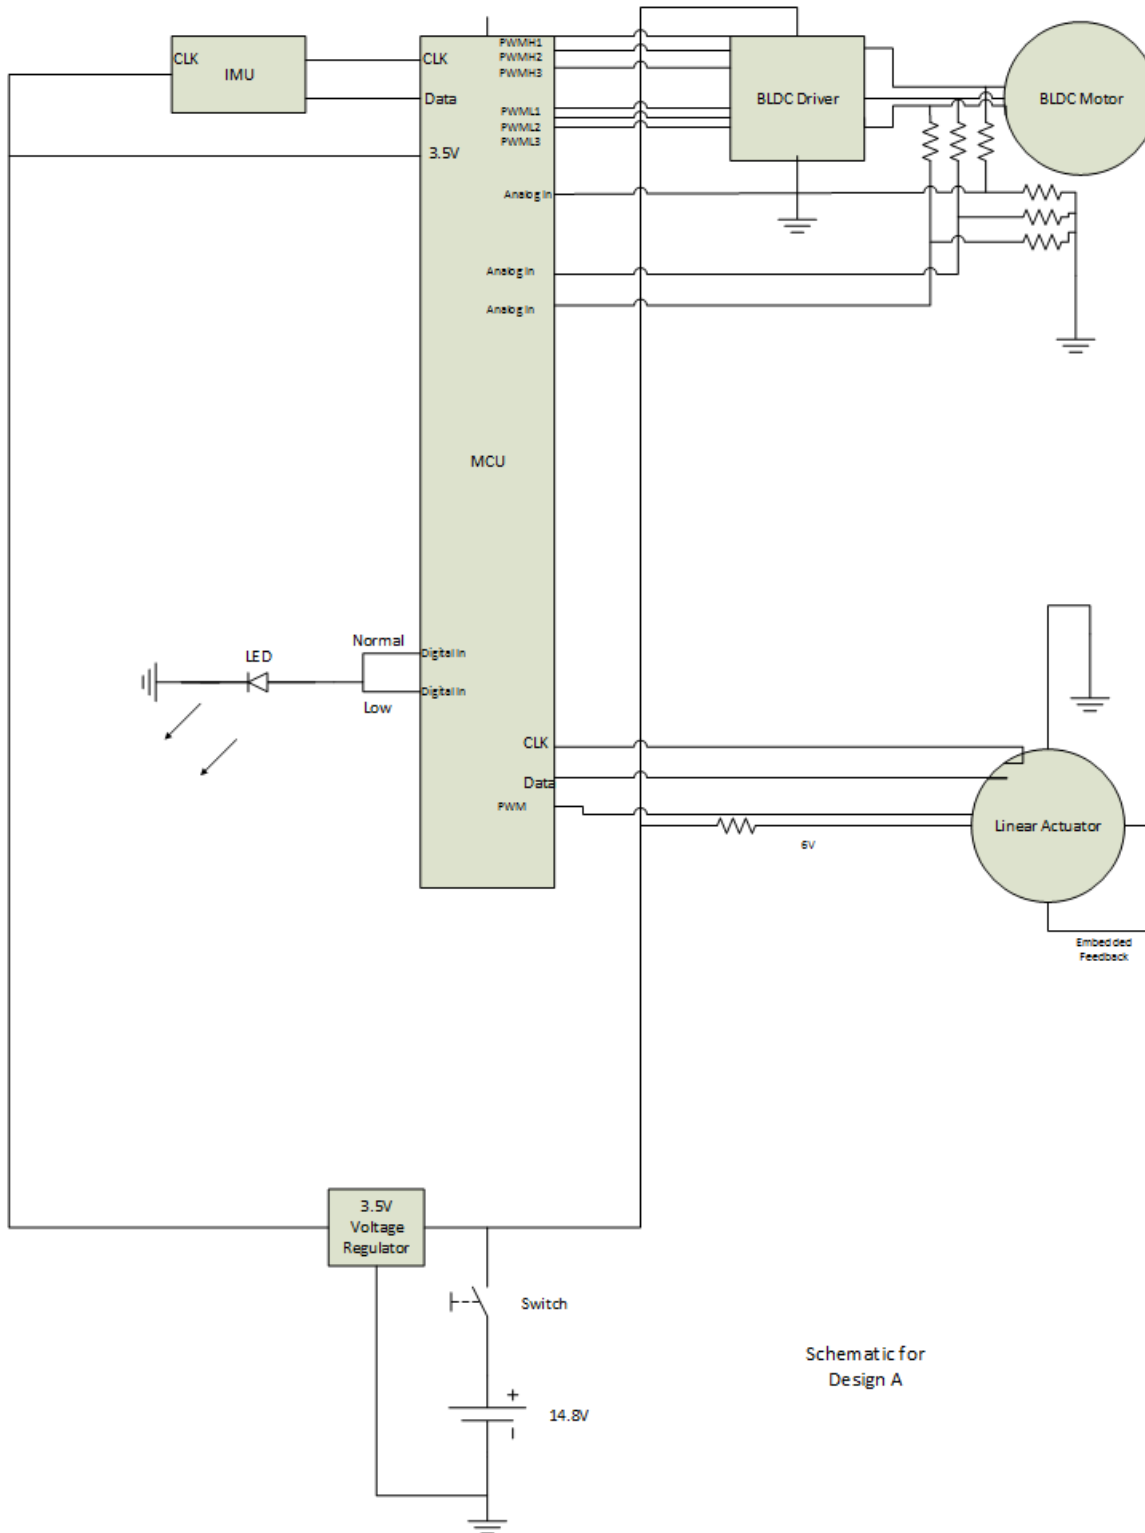 PWMH1
CLK
IMU
CLK
PWMH2
PWMH3
BLDC Driver
BLDC Motor
Data
PWML1
PWML2
PWML3
3.5V
Analog In
Analog In
Analog In
MCU
Normal
LED
Digital In
Digital In
Low
CLK
Data
PWM
Linear Actuator
6V
Embedded
Feedback
3.5V
Voltage
Regulator
Switch
Schematic for
Design A
+
14.8V
–